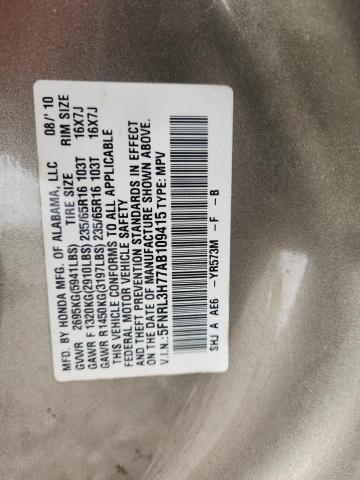 MFD. BY HONDA MFG. OF ALABAMA, LLC 08/'10
TIRE SIZE RIM SIZE
GVWR 2695KG(5941LBS)
GAWR F 1320KG(2910LBS) 235/65R16 103T 16X7J
GAWR R 1450KG(3197LBS) 235/65R16 103T 16X7J
THIS VEHICLE CONFORMS TO ALL APPLICABLE
FEDERAL MOTOR VEHICLE SAFETY
AND THEFT PREVENTION STANDARDS IN EFFECT
ON THE DATE OF MANUFACTURE SHOWN ABOVE.
V.I.N.: 5FNRL3H77AB109415 TYPE: MPV
SHJ A AE6 -YR573M -F -B